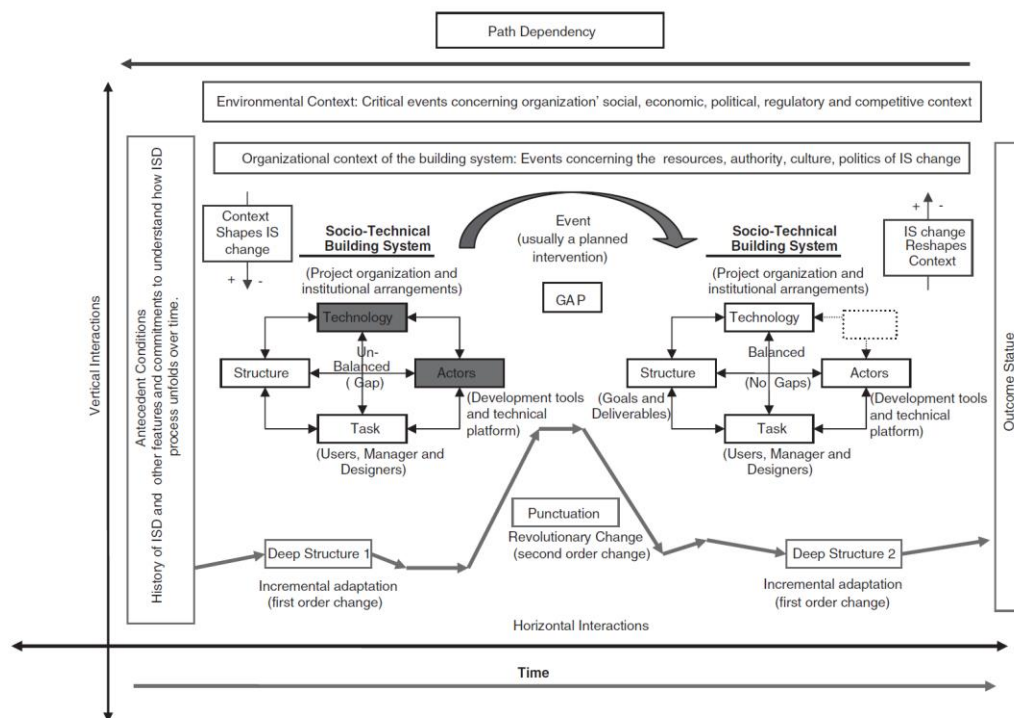 Path Dependency
Environmental Context: Critical events concerning organization' social, economic, political, regulatory and competitive context
Organizational context of the building system: Events concerning the resources, authority, culture, politics of IS change
Vertical Interactions
Antecedent Conditions
History of ISD and other features and commitments to understand how ISD
process unfolds over time.
Context
Shapes IS
change
+ -
Socio-Technical
Building System
(Project organization and
institutional arrangements)
Technology
Un-
Balanced
( Gap)
Structure
Actors
(Development tools
and technical
platform)
Task
(Users, Manager and
Designers)
Event
(usually a planned
intervention)
GAP
Socio-Technical
Building System
(Project organization and
institutional arrangements)
Technology
Balanced
(No Gaps)
Structure
(Goals and
Deliverables)
Actors
(Development tools
and technical
platform)
Task
(Users, Manager and
Designers)
+ -
IS change
Reshapes
Context
Outcome Statue
Deep Structure 1
Incremental adaptation
(first order change)
Punctuation
Revolutionary Change
(second order change)
Deep Structure 2
Incremental adaptation
(first order change)
Horizontal Interactions
Time